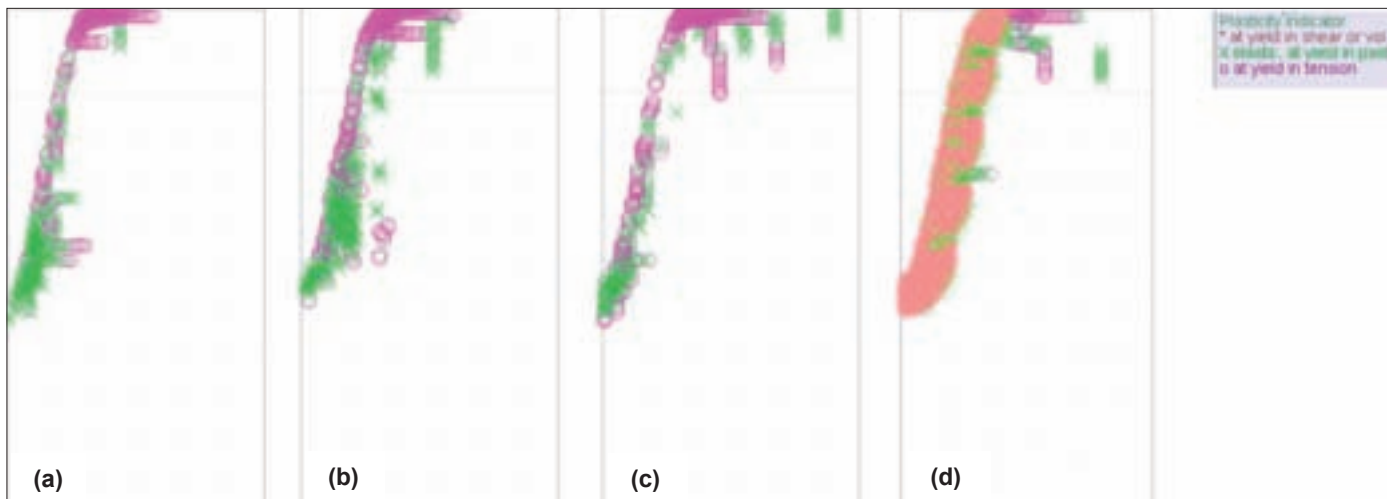 Plasticity Indicator
* at yield in shear or vol
X elastic, at yield in past
o at yield in tension
(a)
(b)
(c)
(d)